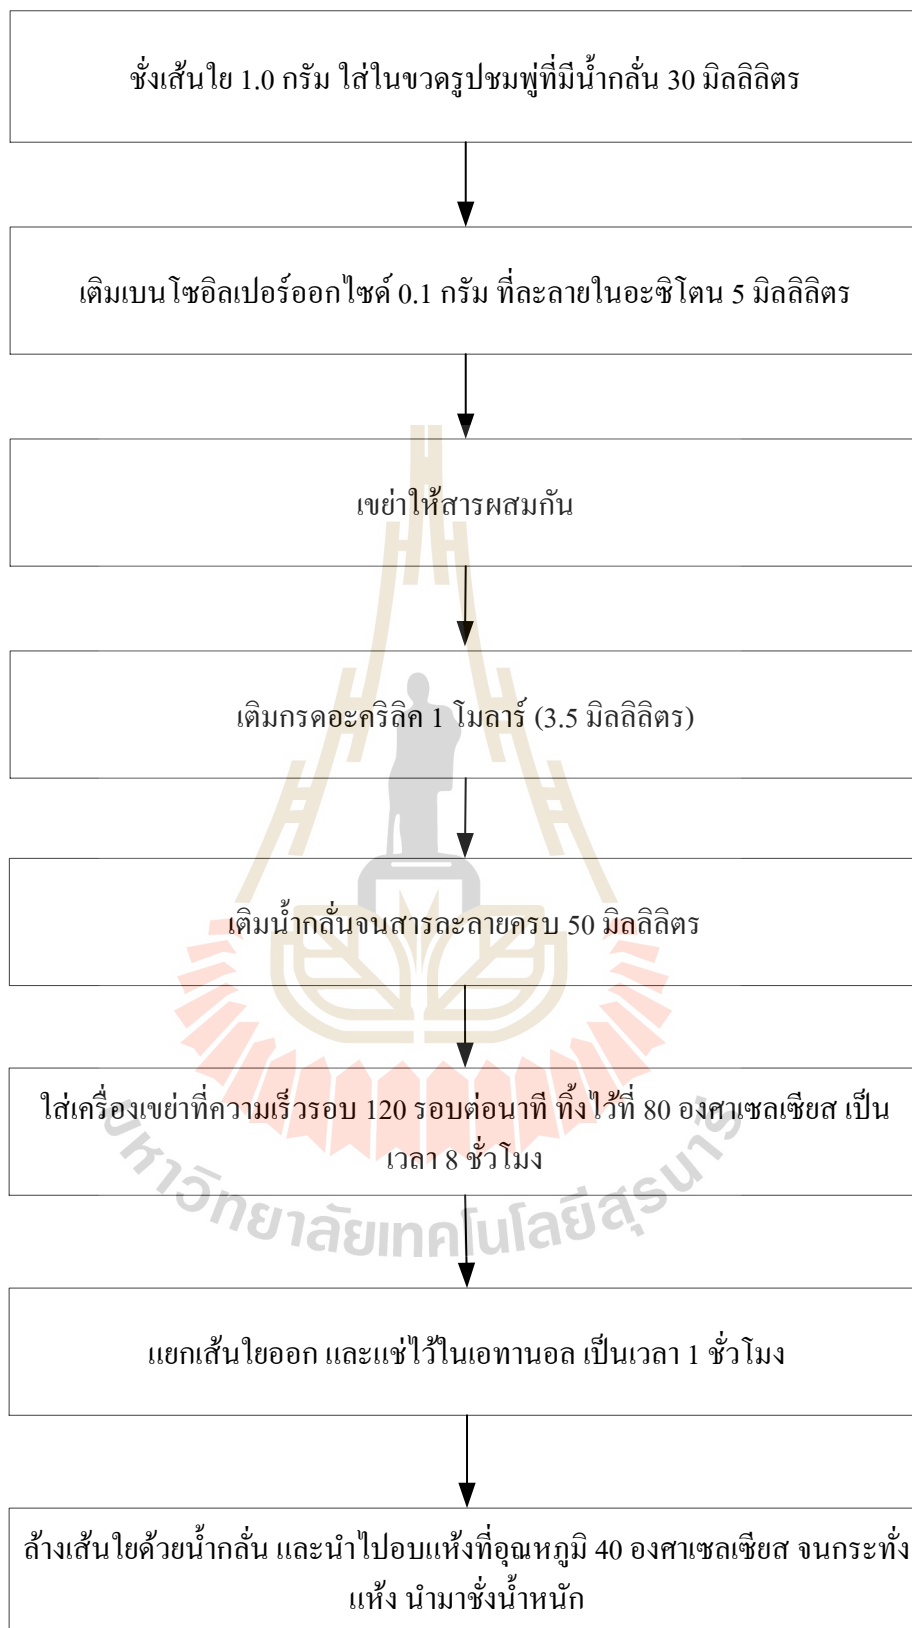 ชั่งเส้นใย 1.0 กรัม ใส่ในขวดรูปชมพู่ที่มีน้ำกลั่น 30 มิลลิลิตร
เติมเบนโซอิลเปอร์ออกไซด์ 0.1 กรัม ที่ละลายในอะซิโตน 5 มิลลิลิตร
เขย่าให้สารผสมกัน
เติมกรดอะคริลิค 1 โมลาร์ (3.5 มิลลิลิตร)
เติมน้ำกลั่นจนสารละลายครบ 50 มิลลิลิตร
ใส่เครื่องเขย่าที่ความเร็วรอบ 120 รอบต่อนาที ทิ้งไว้ที่ 80 องศาเซลเซียส เป็น
เวลา 8 ชั่วโมง
มหาวิทยาลัยเทคโนโลยีสุรนารี
แยกเส้นใยออก และแช่ไว้ในเอทานอล เป็นเวลา 1 ชั่วโมง
ล้างเส้นใยด้วยน้ำกลั่น และนำไปอบแห้งที่อุณหภูมิ 40 องศาเซลเซียส จนกระทั่ง
แห้ง นำมาชั่งน้ำหนัก